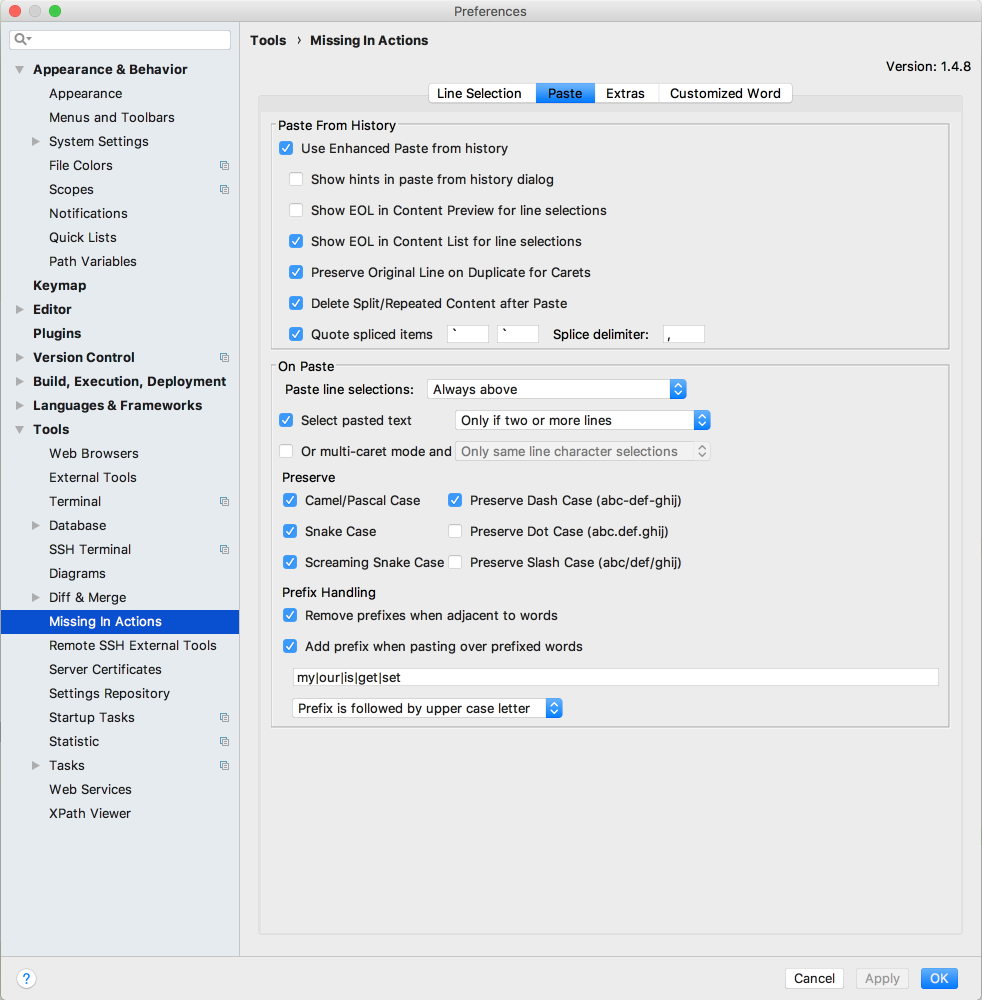 Preferences
Appearance & Behavior
Appearance
Menus and Toolbars
System Settings
File Colors
Scopes
Notifications
Quick Lists
Path Variables
Keymap
Editor
Plugins
Version Control
Build, Execution, Deployment
Languages & Frameworks
Tools
Web Browsers
External Tools
Terminal
Database
SSH Terminal
Diagrams
Diff & Merge
Missing In Actions
Remote SSH External Tools
Server Certificates
Settings Repository
Startup Tasks
Statistic
Tasks
Web Services
XPath Viewer
Tools › Missing In Actions
Version: 1.4.8
Line Selection Paste Extras Customized Word
Paste From History
Use Enhanced Paste from history
Show hints in paste from history dialog
Show EOL in Content Preview for line selections
Show EOL in Content List for line selections
Preserve Original Line on Duplicate for Carets
Delete Split/Repeated Content after Paste
Quote spliced items ` ` Splice delimiter: ,
On Paste
Paste line selections: Always above
Select pasted text Only if two or more lines
Or multi-caret mode and Only same line character selections
Preserve
Camel/Pascal Case Preserve Dash Case (abc-def-ghij)
Snake Case Preserve Dot Case (abc.def.ghij)
Screaming Snake Case Preserve Slash Case (abc/def/ghij)
Prefix Handling
Remove prefixes when adjacent to words
Add prefix when pasting over prefixed words
my|our|is|get|set
Prefix is followed by upper case letter
? Cancel Apply OK